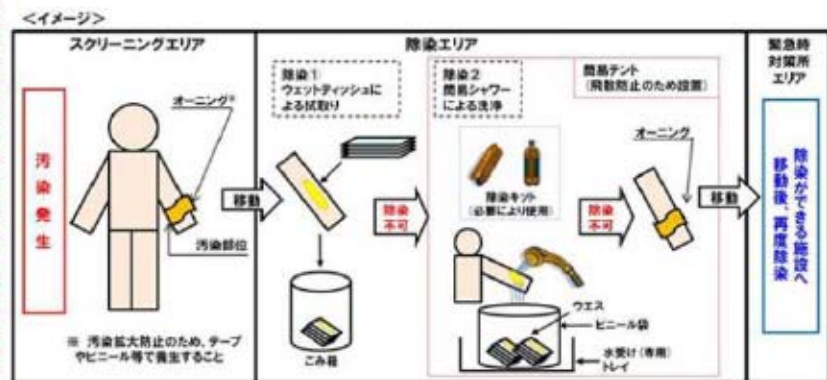 ＜イメージ＞
スクリーニングエリア
汚染発生
オーニング※
汚染部位
※ 汚染拡大防止のため、テープ
やビニール等で養生すること
移動
除染エリア
除染①
ウェットティッシュに
よる拭取り
ごみ箱
除染
不可
除染②
簡易シャワー
による洗浄
簡易テント
（飛散防止のため設置）
除染キット
（必要により使用）
ウエス
ビニール袋
水受け（専用）
トレイ
除染
不可
オーニング
移動
緊急時
対策所
エリア
除染ができる施設へ
移動後、再度除染